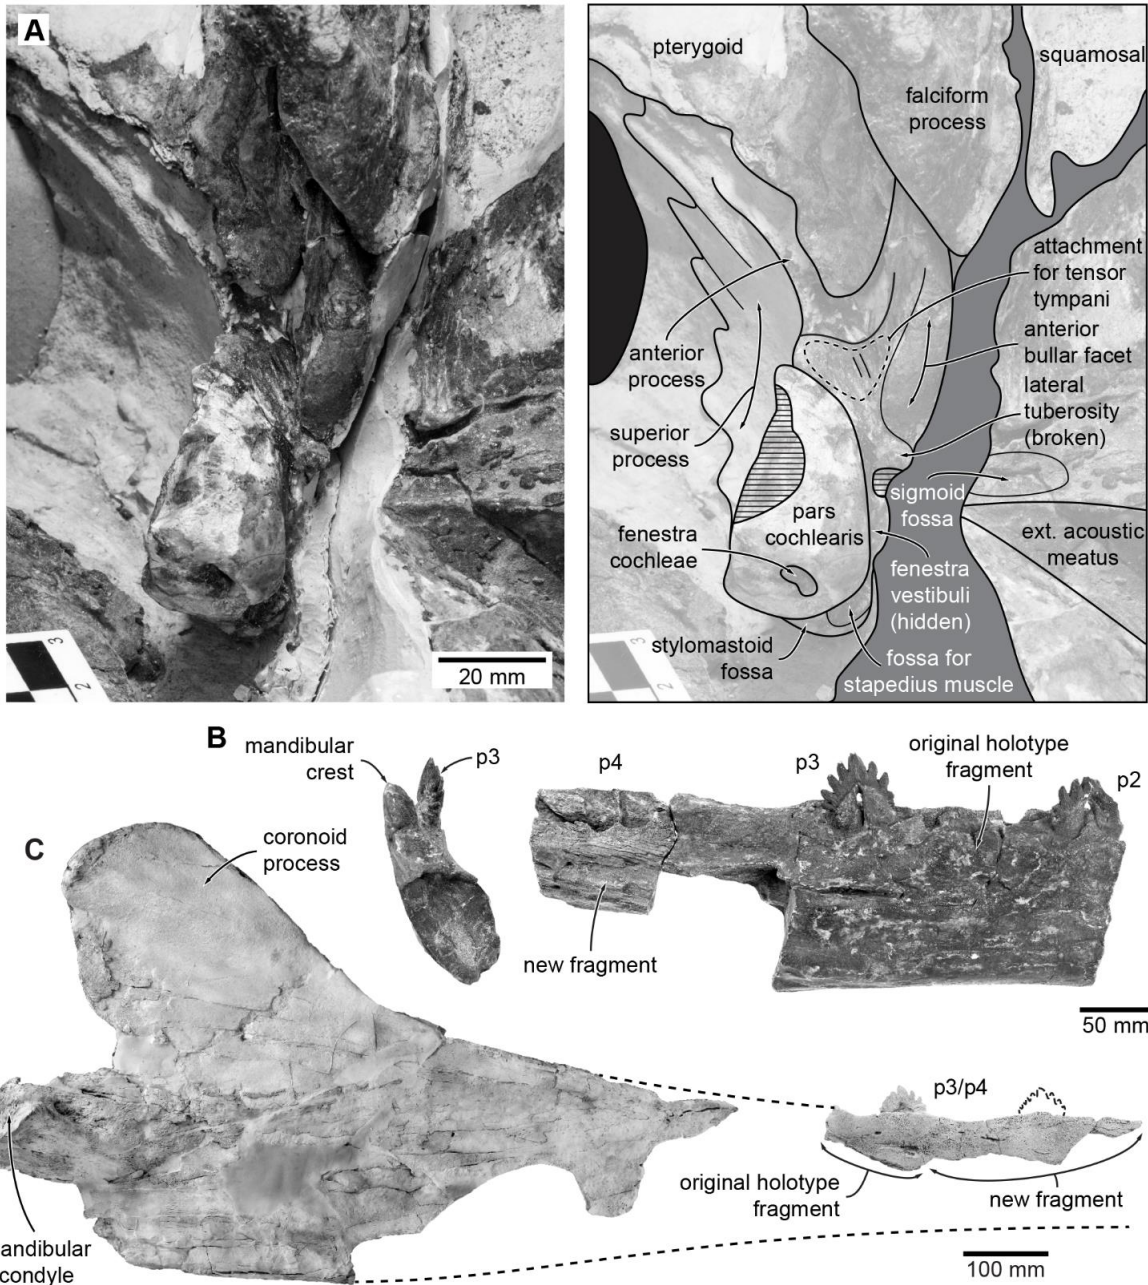 A
pterygoid
squamosal
falciform
process
attachment
for tensor
tympani
anterior
bullar facet
lateral
tuberosity
(broken)
anterior
process
superior
process
sigmoid
fossa
pars
cochlearis
fenestra
cochleae
ext. acoustic
meatus
fenestra
vestibuli
(hidden)
stylomastoid
fossa
fossa for
stapedius muscle
3
2
20 mm
3
2
B
mandibular
crest
p3
p4
p3
original holotype
fragment
p2
C
coronoid
process
new fragment
50 mm
p3/p4
original holotype
fragment
new fragment
andibular
condyle
100 mm